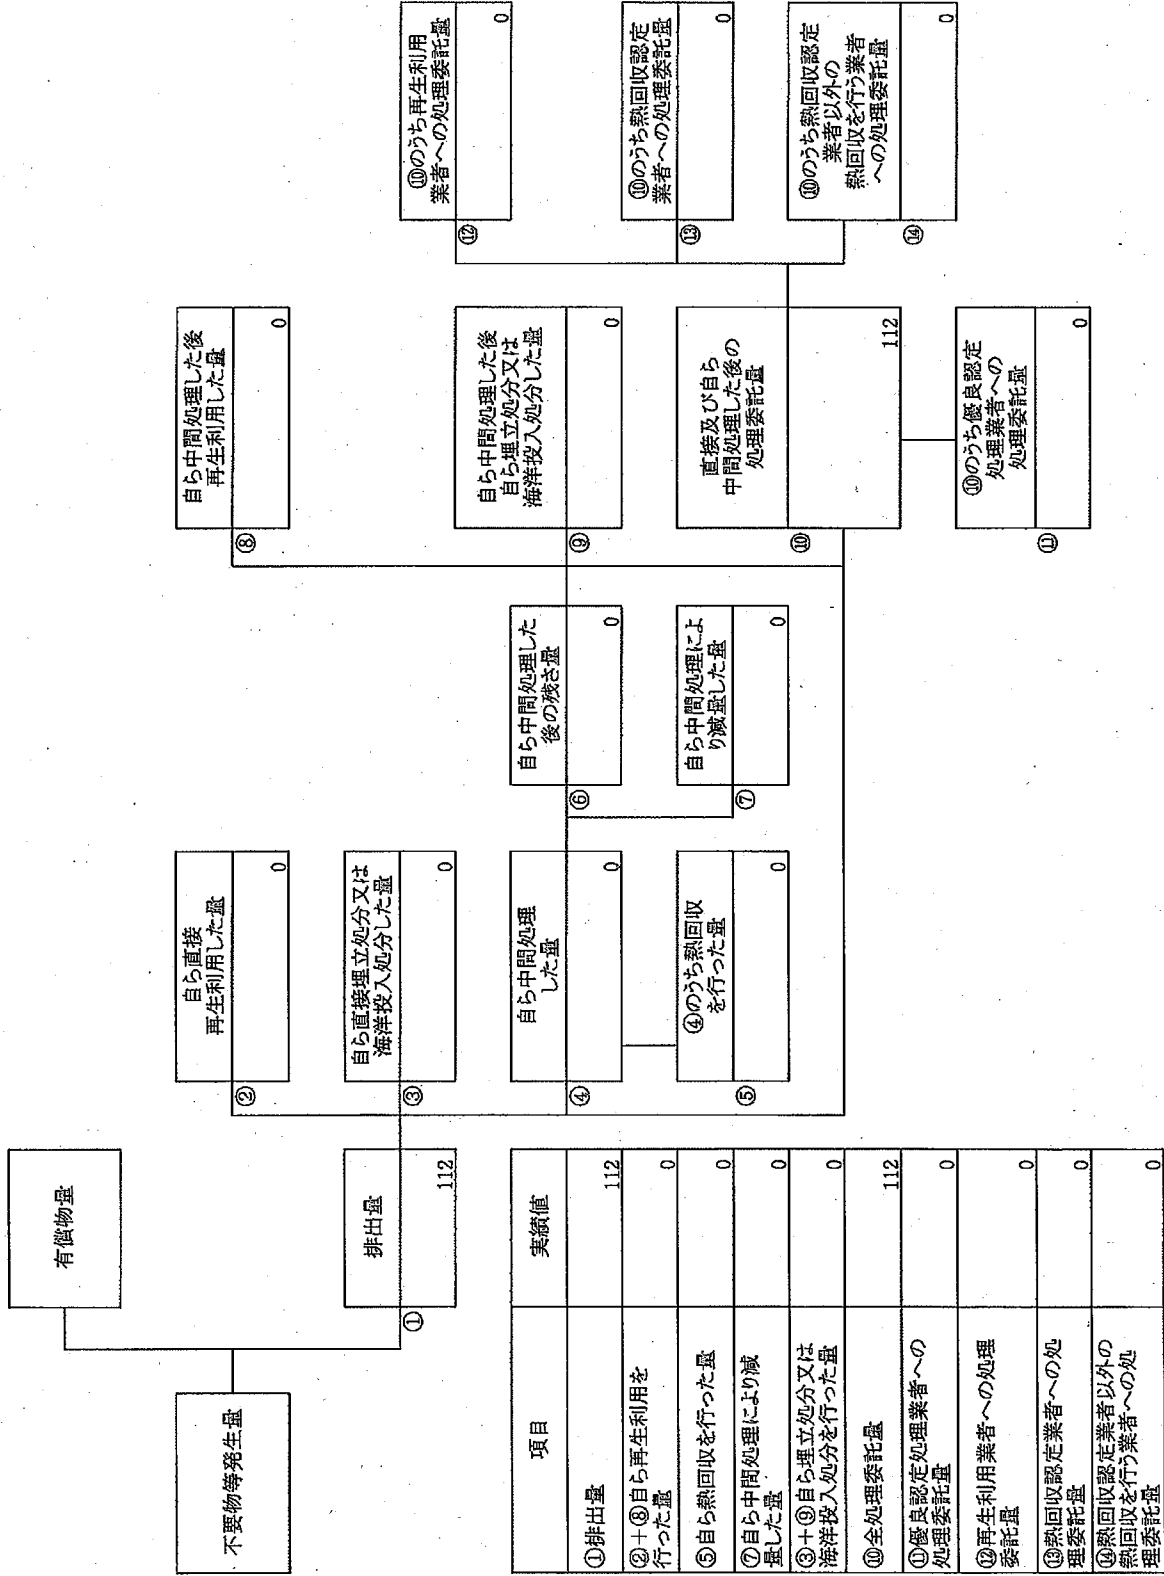 不要物等発生量
有償物量
排出量
①
112
自ら直接
再生利用した量
②
0
自ら直接埋立処分又は
海洋投入処分した量
③
0
自ら中間処理
した量
④
0
④のうち熱回収
を行った量
⑤
0
自ら中間処理した
後の残さ量
⑥
0
自ら中間処理によ
り減量した量
⑦
0
自ら中間処理した後
再生利用した量
⑧
0
自ら中間処理した後
自ら埋立処分又は
海洋投入処分した量
⑨
0
直接及び自ら
中間処理した後の
処理委託量
⑩
112
⑩のうち優良認定
処理業者への
処理委託量
⑪
0
⑩のうち再生利用
業者への処理委託量
⑫
0
⑩のうち熱回収認定
業者への処理委託量
⑬
0
⑩のうち熱回収認定
業者以外の
熱回収を行う業者
への処理委託量
⑭
0
項目
実績値
①排出量
112
②+⑧自ら再生利用を
行った量
0
⑤自ら熱回収を行った量
0
⑦自ら中間処理により減
量した量
0
③+⑨自ら埋立処分又は
海洋投入処分を行った量
0
⑩全処理委託量
112
⑪優良認定処理業者への
処理委託量
0
⑫再生利用業者への処理
委託量
0
⑬熱回収認定業者への処
理委託量
0
⑭熱回収認定業者以外の
熱回収を行う業者への処
理委託量
0